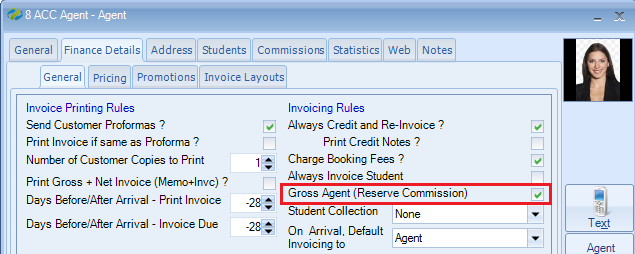 8 ACC Agent - Agent
General Finance Details Address Students Commissions Statistics Web Notes
General Pricing Promotions Invoice Layouts
Invoice Printing Rules
Send Customer Proformas ?
Print Invoice if same as Proforma ?
Number of Customer Copies to Print 1
Print Gross + Net Invoice (Memo+Invc) ?
Days Before/After Arrival - Print Invoice -28
Days Before/After Arrival - Invoice Due -28
Invoicing Rules
Always Credit and Re-Invoice ?
Print Credit Notes ?
Charge Booking Fees ?
Always Invoice Student
Gross Agent (Reserve Commission)
Student Collection None
On Arrival, Default
Invoicing to Agent
Text
Agent